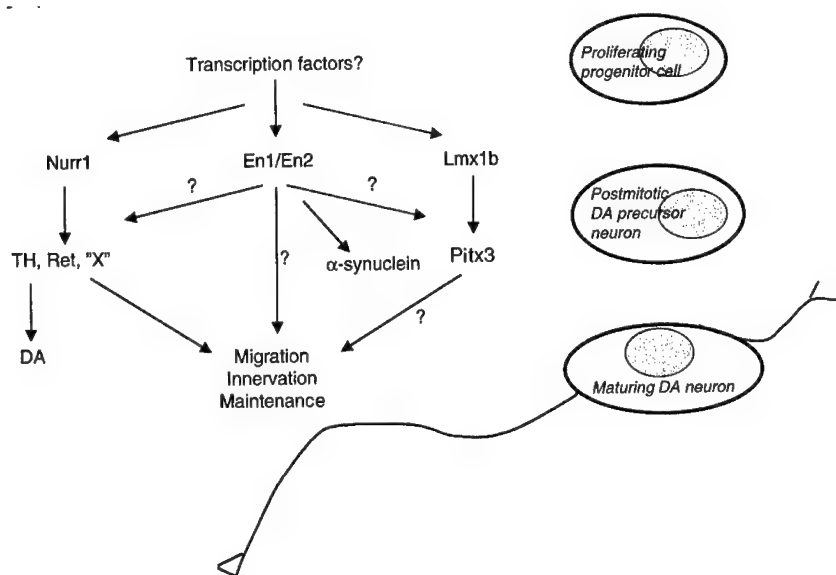 Transcription factors?
Proliferating
progenitor cell
Nurr1
En1/En2
Lmx1b
?
?
Postmitotic
DA precursor
neuron
TH, Ret, "X"
?
α-synuclein
Pitx3
?
DA
Migration
Innervation
Maintenance
Maturing DA neuron